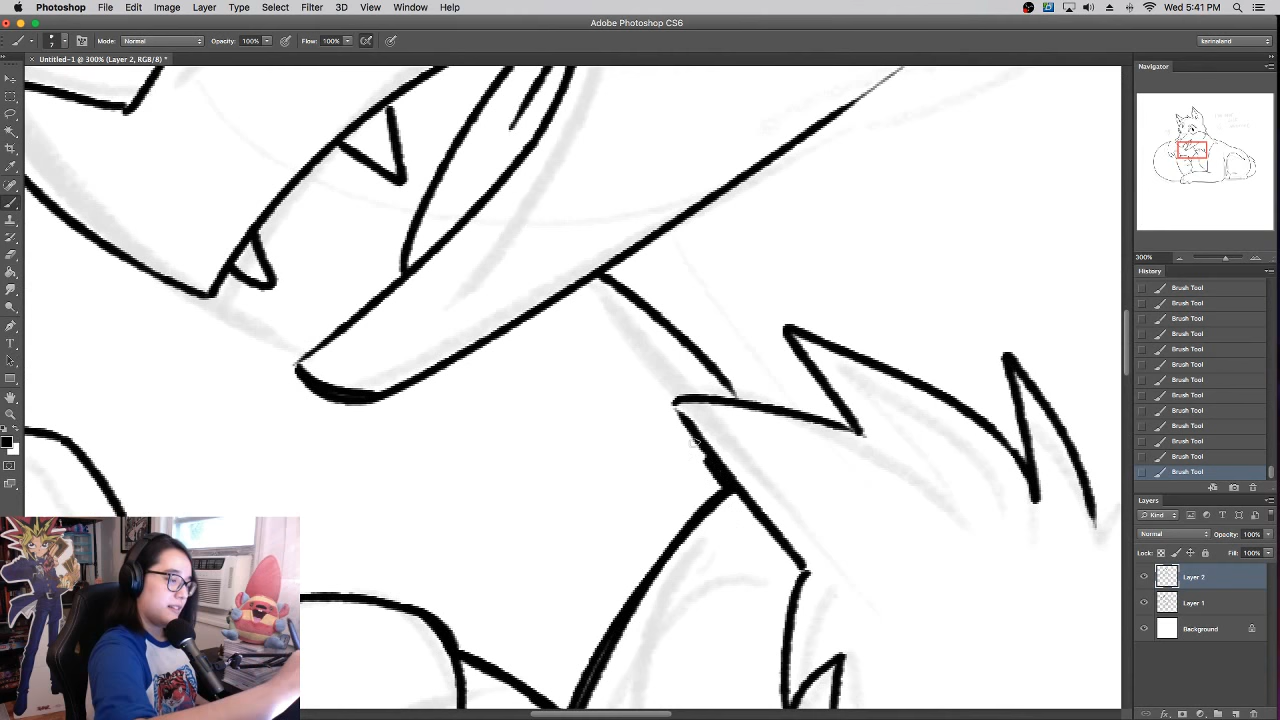 Photoshop File Edit Image Layer Type Select Filter 3D View Window Help Wed 5:41 PM
Adobe Photoshop CS6
7 Mode: Normal Opacity: 100% Flow: 100% karinaland
Untitled-1 @ 300% (Layer 2, RGB/8) *
Navigator
300%
History
Brush Tool
Brush Tool
Brush Tool
Brush Tool
Brush Tool
Brush Tool
Brush Tool
Brush Tool
Brush Tool
Brush Tool
Brush Tool
Brush Tool
Brush Tool
Layers
Kind
Normal Opacity: 100%
Lock: Fill: 100%
Layer 2
Layer 1
Background